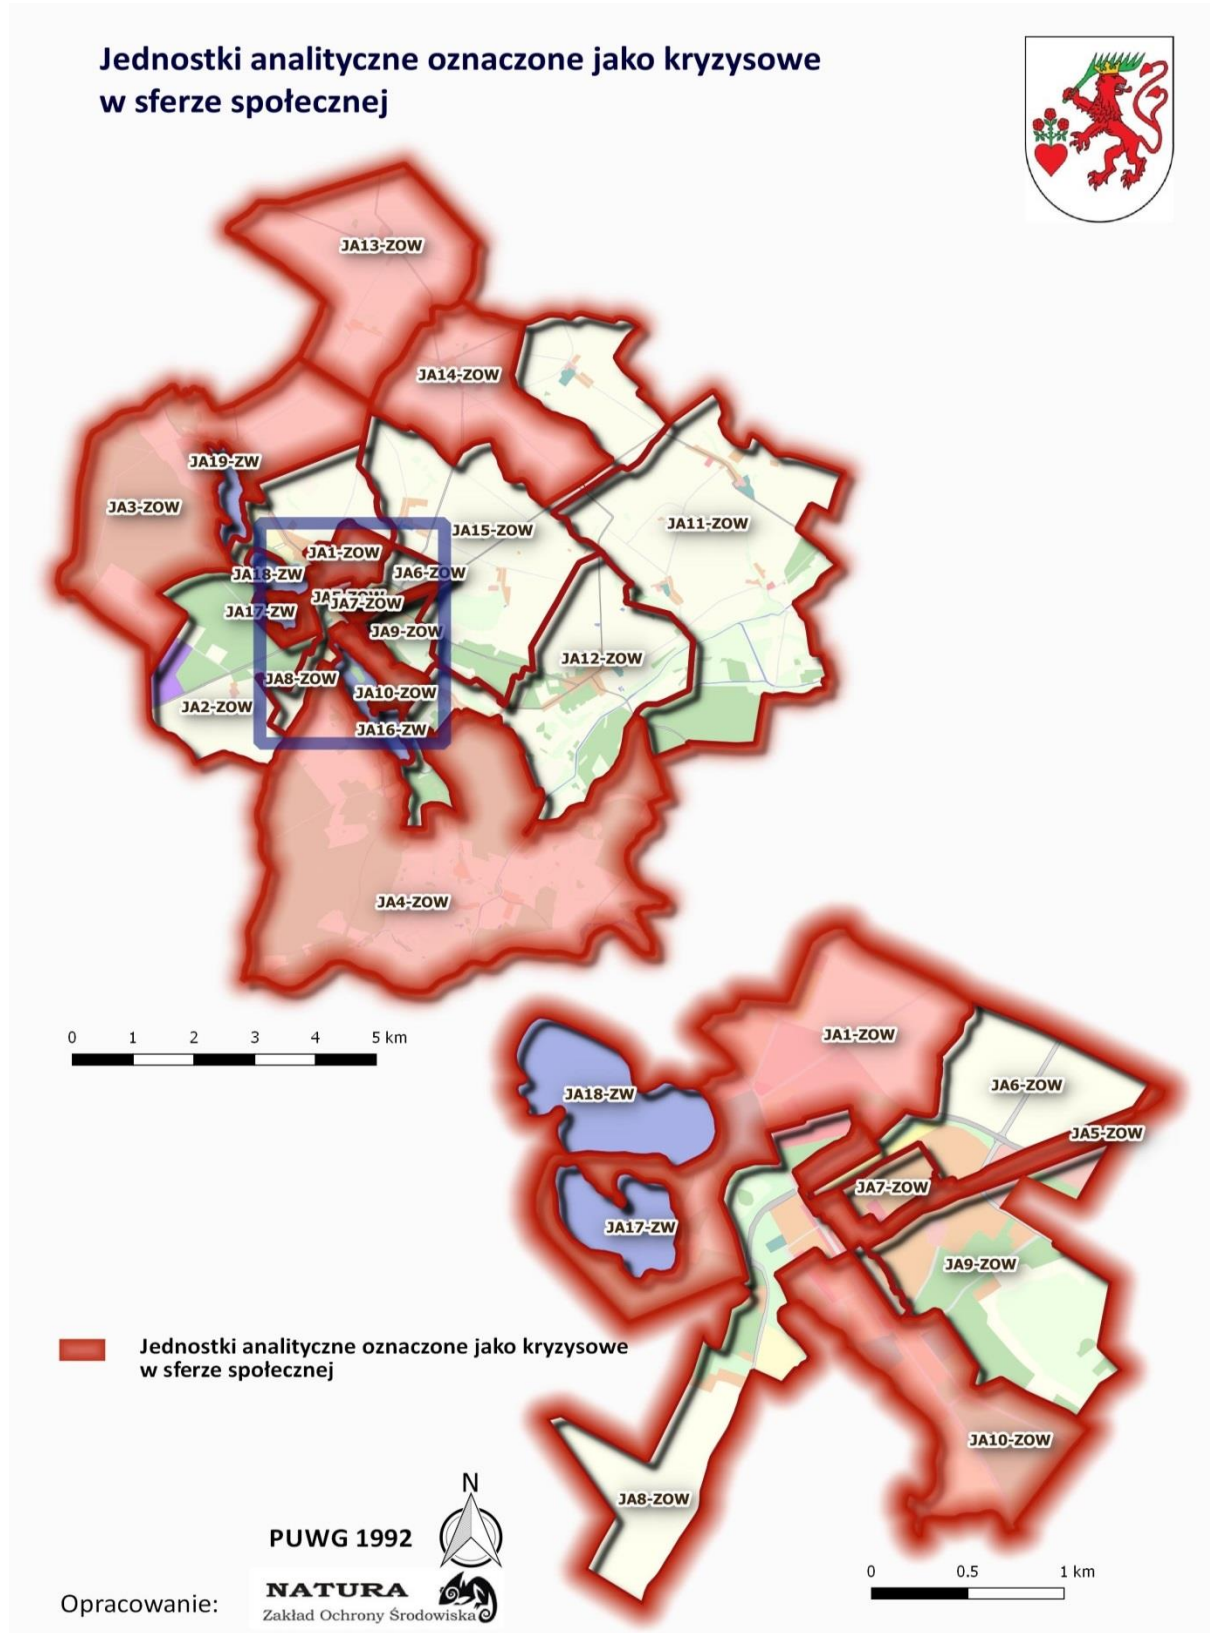 Jednostki analityczne oznaczone jako kryzysowe
w sferze społecznej
JA13-ZOW
JA14-ZOW
JA19-ZW
JA3-ZOW
JA11-ZOW
JA15-ZOW
JA1-ZOW
JA18-ZW
JA6-ZOW
JA7-ZOW
JA17-ZW
JA9-ZOW
JA12-ZOW
JA8-ZOW
JA10-ZOW
JA2-ZOW
JA16-ZW
JA4-ZOW
0 1 2 3 4 5 km
JA1-ZOW
JA6-ZOW
JA18-ZW
JA5-ZOW
JA7-ZOW
JA17-ZW
JA9-ZOW
Jednostki analityczne oznaczone jako kryzysowe
w sferze społecznej
JA10-ZOW
JA8-ZOW
N
PUWG 1992
0 0.5 1 km
Opracowanie:
NATURA
Zakład Ochrony Środowiska